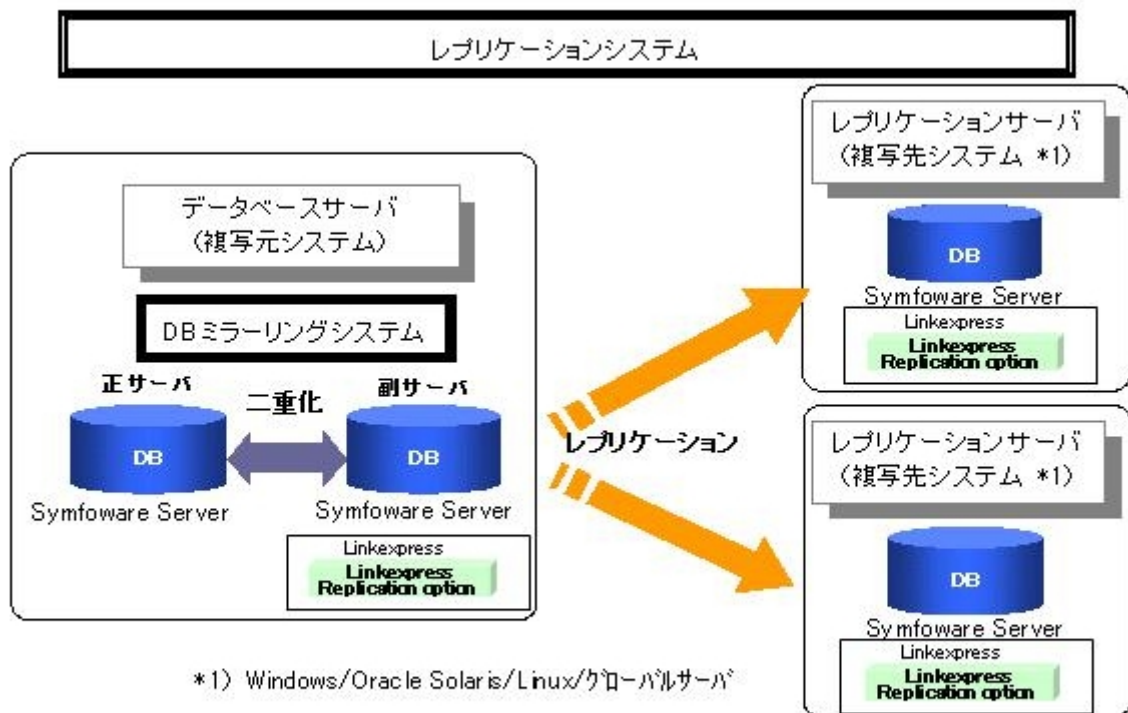 レプリケーションシステム
データベースサーバ
(複写元システム)
DBミラーリングシステム
正サーバ
二重化
副サーバ
DB
DB
Symfoware Server
Symfoware Server
Linkexpress
Linkexpress
Replication option
レプリケーション
レプリケーションサーバ
(複写先システム *1)
DB
Symfoware Server
Linkexpress
Linkexpress
Replication option
レプリケーションサーバ
(複写先システム *1)
DB
Symfoware Server
Linkexpress
Linkexpress
Replication option
*1) Windows/Oracle Solaris/Linux/グローバルサーバ